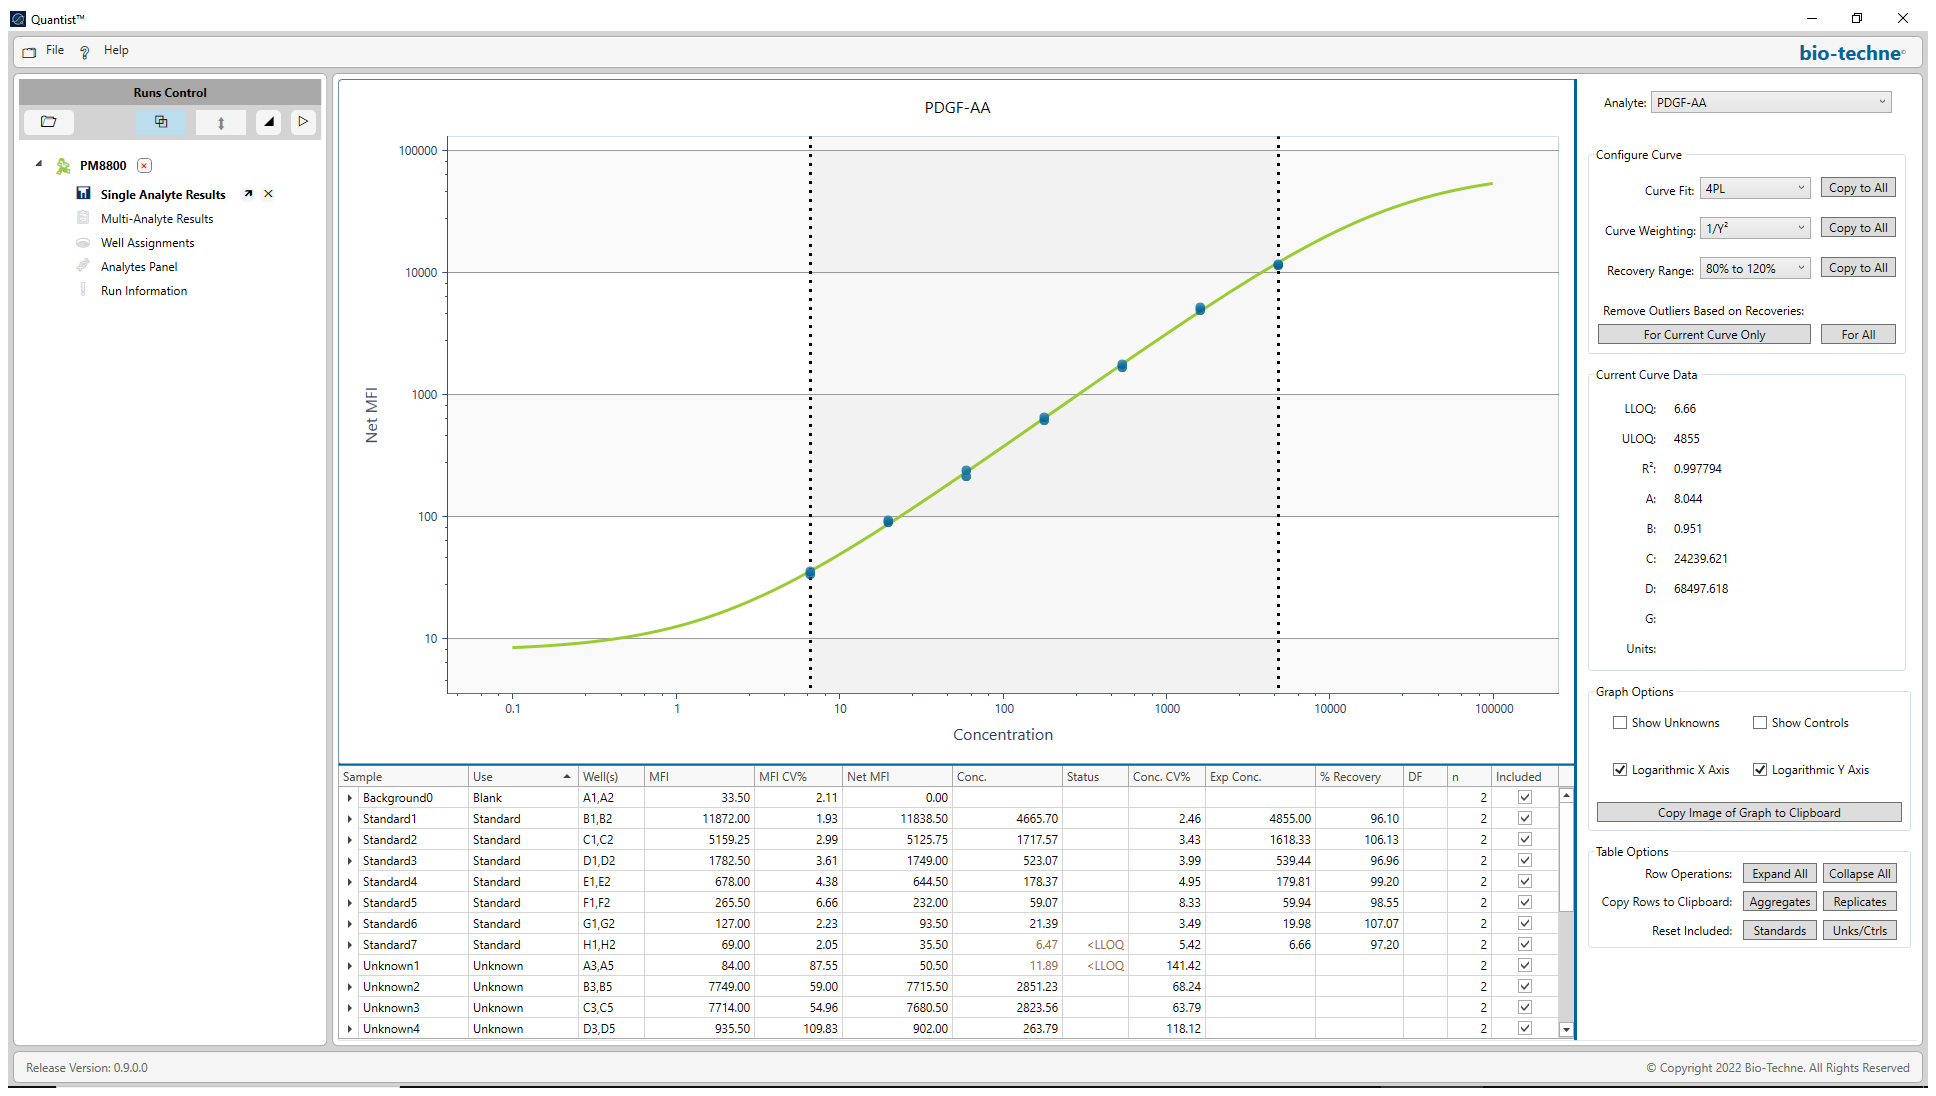 Quantist™
File Help
bio-techne
Runs Control
PM8800
Single Analyte Results
Multi-Analyte Results
Well Assignments
Analytes Panel
Run Information
PDGF-AA
Net MFI
100000
10000
1000
100
10
0.1 1 10 100 1000 10000 100000
Concentration
Sample Use Well(s) MFI MFI CV% Net MFI Conc. Status Conc. CV% Exp Conc. % Recovery DF n Included
Background0 Blank A1,A2 33.50 2.11 0.00 2
Standard1 Standard B1,B2 11872.00 1.93 11838.50 4665.70 2.46 4855.00 96.10 2
Standard2 Standard C1,C2 5159.25 2.99 5125.75 1717.57 3.43 1618.33 106.13 2
Standard3 Standard D1,D2 1782.50 3.61 1749.00 523.07 3.99 539.44 96.96 2
Standard4 Standard E1,E2 678.00 4.38 644.50 178.37 4.95 179.81 99.20 2
Standard5 Standard F1,F2 265.50 6.66 232.00 59.07 8.33 59.94 98.55 2
Standard6 Standard G1,G2 127.00 2.23 93.50 21.39 3.49 19.98 107.07 2
Standard7 Standard H1,H2 69.00 2.05 35.50 6.47 <LLOQ 5.42 6.66 97.20 2
Unknown1 Unknown A3,A5 84.00 87.55 50.50 11.89 <LLOQ 141.42 2
Unknown2 Unknown B3,B5 7749.00 59.00 7715.50 2851.23 68.24 2
Unknown3 Unknown C3,C5 7714.00 54.96 7680.50 2823.56 63.79 2
Unknown4 Unknown D3,D5 935.50 109.83 902.00 263.79 118.12 2
Analyte: PDGF-AA
Configure Curve
Curve Fit: 4PL Copy to All
Curve Weighting: 1/Y² Copy to All
Recovery Range: 80% to 120% Copy to All
Remove Outliers Based on Recoveries:
For Current Curve Only For All
Current Curve Data
LLOQ: 6.66
ULOQ: 4855
R²: 0.997794
A: 8.044
B: 0.951
C: 24239.621
D: 68497.618
G:
Units:
Graph Options
Show Unknowns Show Controls
Logarithmic X Axis Logarithmic Y Axis
Copy Image of Graph to Clipboard
Table Options
Row Operations: Expand All Collapse All
Copy Rows to Clipboard: Aggregates Replicates
Reset Included: Standards Unks/Ctrls
Release Version: 0.9.0.0
© Copyright 2022 Bio-Techne. All Rights Reserved